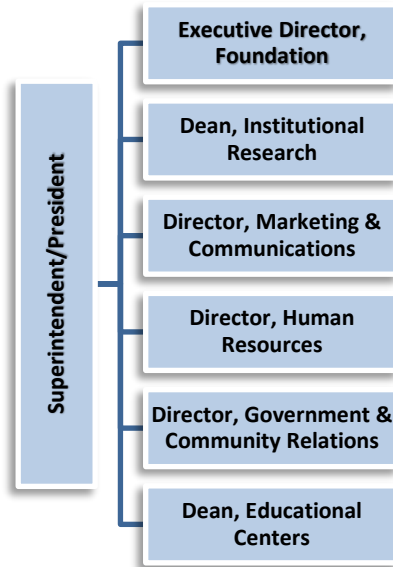 Superintendent/President
Executive Director,
Foundation
Dean, Institutional
Research
Director, Marketing &
Communications
Director, Human
Resources
Director, Government &
Community Relations
Dean, Educational
Centers